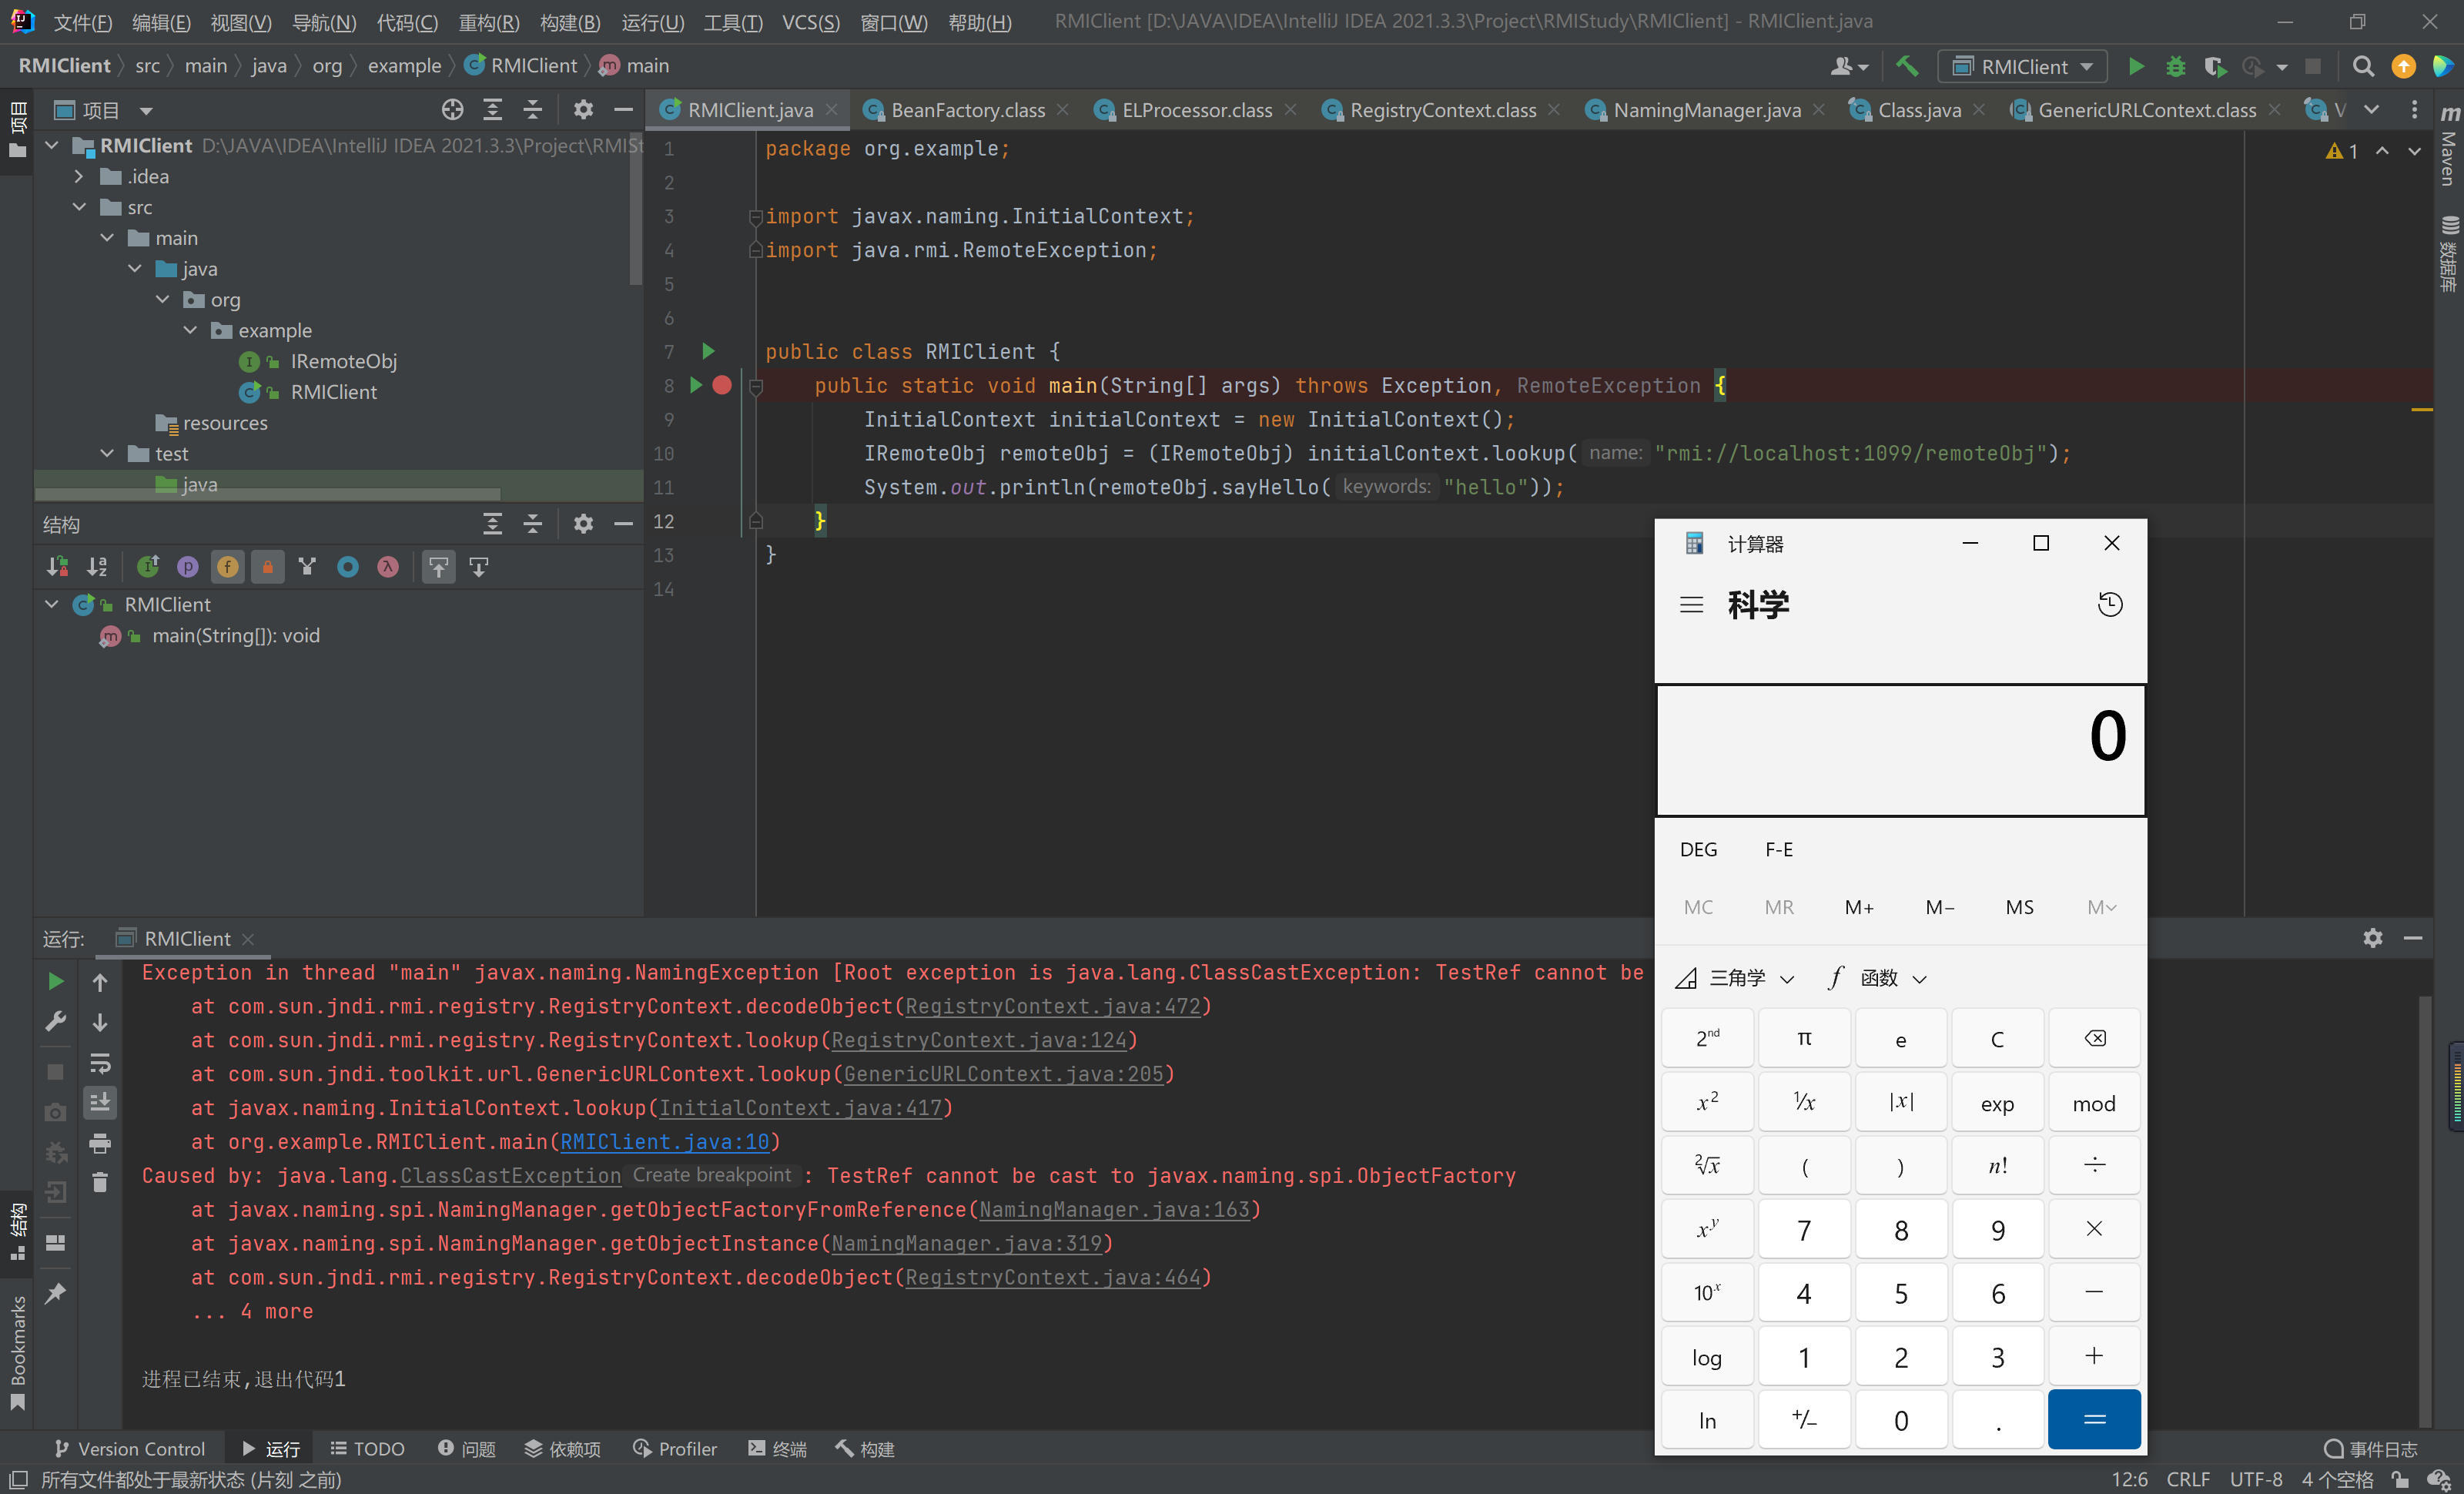 文件(F) 编辑(E) 视图(V) 导航(N) 代码(C) 重构(R) 构建(B) 运行(U) 工具(T) VCS(S) 窗口(W) 帮助(H) RMIClient [D:\JAVA\IDEA\IntelliJ IDEA 2021.3.3\Project\RMIStudy\RMIClient] - RMIClient.java
RMIClient src main java org example RMIClient main RMIClient
项目
RMIClient.java BeanFactory.class ELProcessor.class RegistryContext.class NamingManager.java Class.java GenericURLContext.class V
项目
RMIClient D:\JAVA\IDEA\IntelliJ IDEA 2021.3.3\Project\RMISt
.idea
src
main
java
org
example
IRemoteObj
RMIClient
resources
test
java
1 package org.example;
2
3 import javax.naming.InitialContext;
4 import java.rmi.RemoteException;
5
6
7 public class RMIClient {
8 public static void main(String[] args) throws Exception, RemoteException {
9 InitialContext initialContext = new InitialContext();
10 IRemoteObj remoteObj = (IRemoteObj) initialContext.lookup( name: "rmi://localhost:1099/remoteObj");
11 System.out.println(remoteObj.sayHello( keywords: "hello"));
12 }
13 }
14
1
m Maven
数据库
结构
RMIClient
main(String[]): void
计算器
科学
0
DEG F-E
MC MR M+ M− MS M
三角学 f 函数
2nd π e C
x2 1/x |x| exp mod
2√x ( ) n! ÷
xy 7 8 9 ×
10x 4 5 6 −
log 1 2 3 +
ln +/− 0 . =
运行: RMIClient
Exception in thread "main" javax.naming.NamingException [Root exception is java.lang.ClassCastException: TestRef cannot be
at com.sun.jndi.rmi.registry.RegistryContext.decodeObject(RegistryContext.java:472)
at com.sun.jndi.rmi.registry.RegistryContext.lookup(RegistryContext.java:124)
at com.sun.jndi.toolkit.url.GenericURLContext.lookup(GenericURLContext.java:205)
at javax.naming.InitialContext.lookup(InitialContext.java:417)
at org.example.RMIClient.main(RMIClient.java:10)
Caused by: java.lang.ClassCastException Create breakpoint : TestRef cannot be cast to javax.naming.spi.ObjectFactory
at javax.naming.spi.NamingManager.getObjectFactoryFromReference(NamingManager.java:163)
at javax.naming.spi.NamingManager.getObjectInstance(NamingManager.java:319)
at com.sun.jndi.rmi.registry.RegistryContext.decodeObject(RegistryContext.java:464)
... 4 more
进程已结束,退出代码1
结构
Bookmarks
Version Control 运行 TODO 问题 依赖项 Profiler 终端 构建 事件日志
所有文件都处于最新状态 (片刻 之前) 12:6 CRLF UTF-8 4 个空格